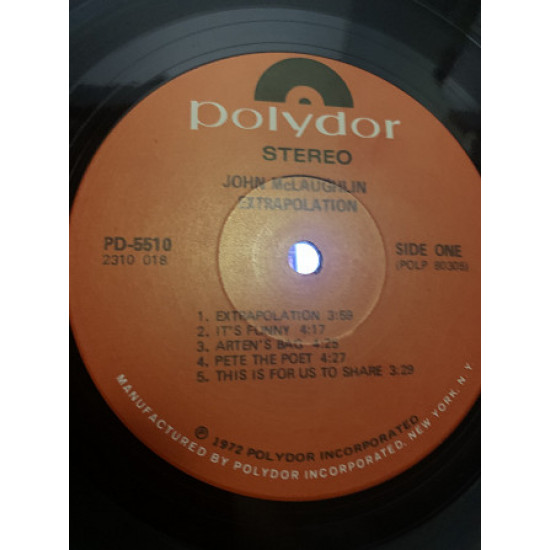 polydor
STEREO
JOHN McLAUGHLIN
EXTRAPOLATION
PD-5510
2310 018
SIDE ONE
(POLP 80305)
1. EXTRAPOLATION 3:59
2. IT'S FUNNY 4:17
3. ARTEN'S BAG 4:25
4. PETE THE POET 4:27
5. THIS IS FOR US TO SHARE 3:29
℗ 1972 POLYDOR INCORPORATED
MANUFACTURED BY POLYDOR INCORPORATED, NEW YORK, N.Y.